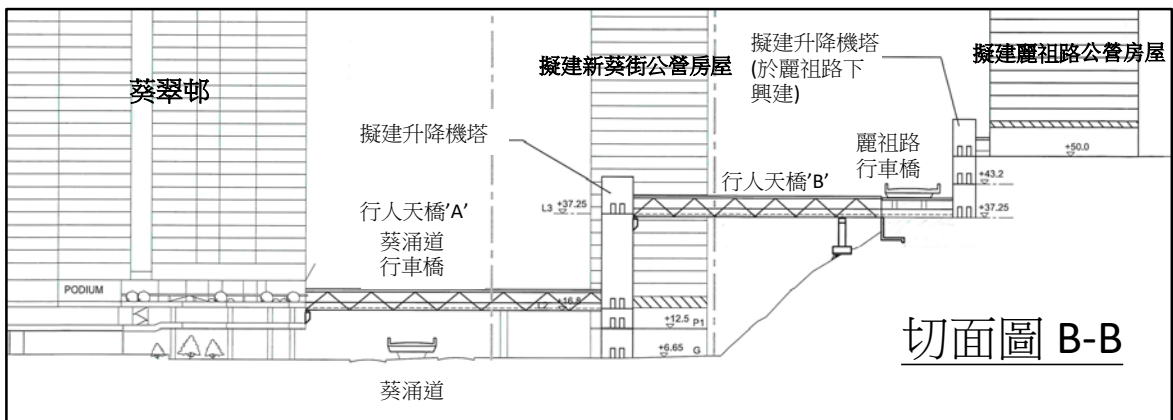 葵翠邨
擬建新葵街公營房屋
擬建升降機塔
(於麗祖路下
興建)
擬建麗祖路公營房屋
擬建升降機塔
麗祖路
行車橋
+50.0
+43.2
行人天橋'B'
L3 +37.25
+37.25
行人天橋'A'
葵涌道
行車橋
PODIUM
+16.8
+12.5 P1
+6.65 G
葵涌道
切面圖 B-B